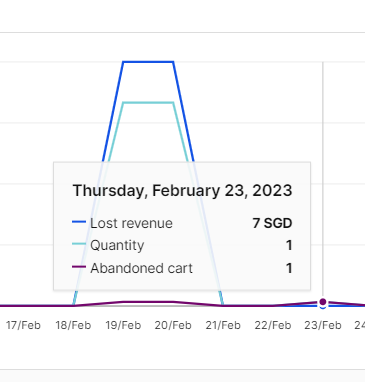 Thursday, February 23, 2023
Lost revenue 7 SGD
Quantity 1
Abandoned cart 1
17/Feb 18/Feb 19/Feb 20/Feb 21/Feb 22/Feb 23/Feb 24